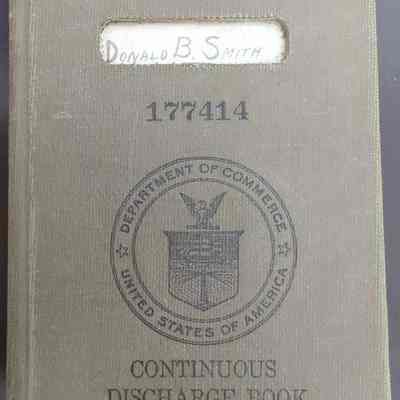 Donald B. Smith
177414
DEPARTMENT OF COMMERCE
UNITED STATES OF AMERICA
CONTINUOUS
DISCHARGE BOOK